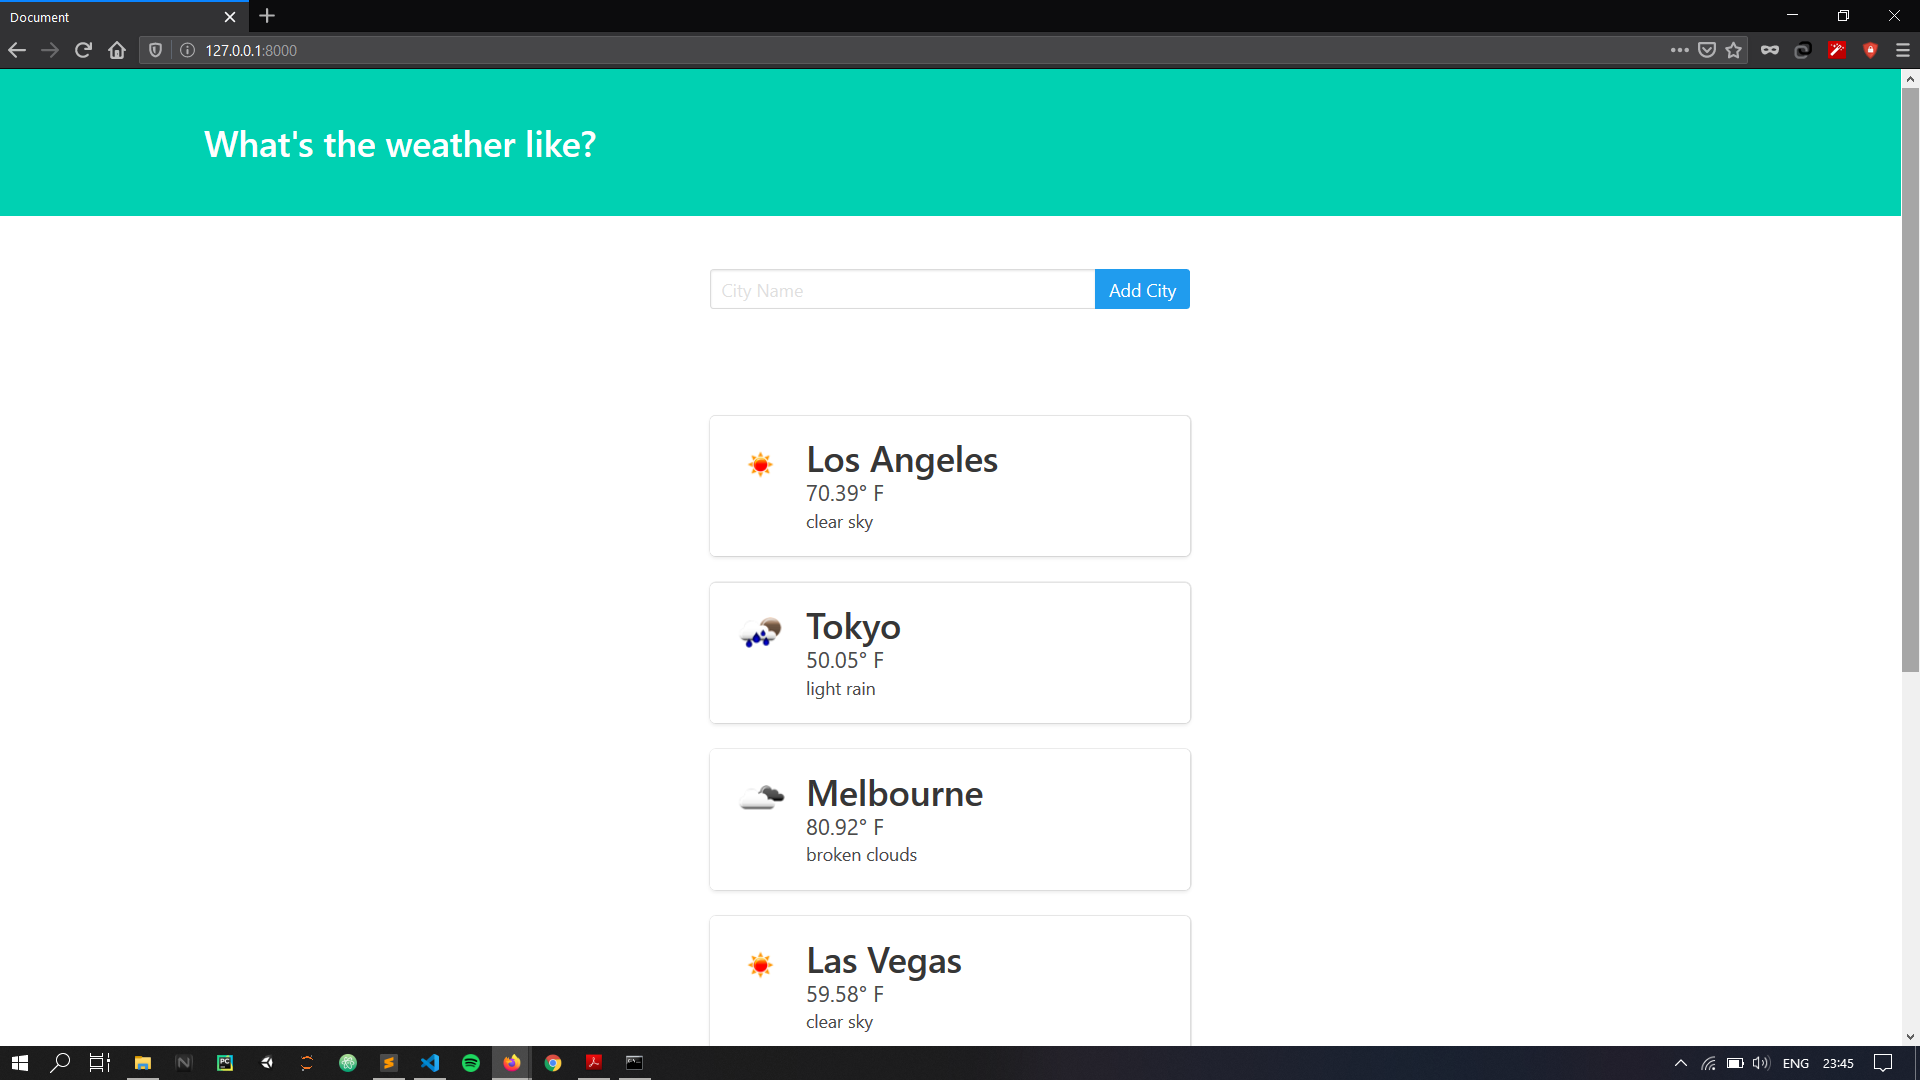 Document
127.0.0.1:8000
What's the weather like?
City Name
Add City
Los Angeles
70.39° F
clear sky
Tokyo
50.05° F
light rain
Melbourne
80.92° F
broken clouds
Las Vegas
59.58° F
clear sky
ENG
23:45